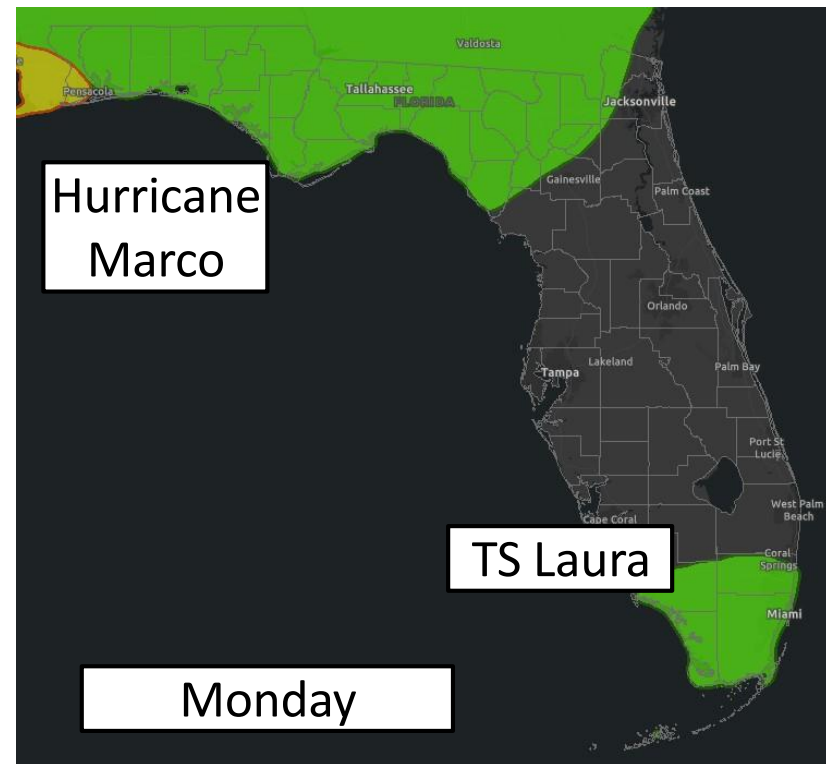 Valdosta
Pensacola
Tallahassee
FLORIDA
Jacksonville
Hurricane
Marco
Gainesville
Palm Coast
Orlando
Tampa
Lakeland
Palm Bay
Port St
Lucie
West Palm
Beach
Cape Coral
TS Laura
Coral
Springs
Miami
Monday